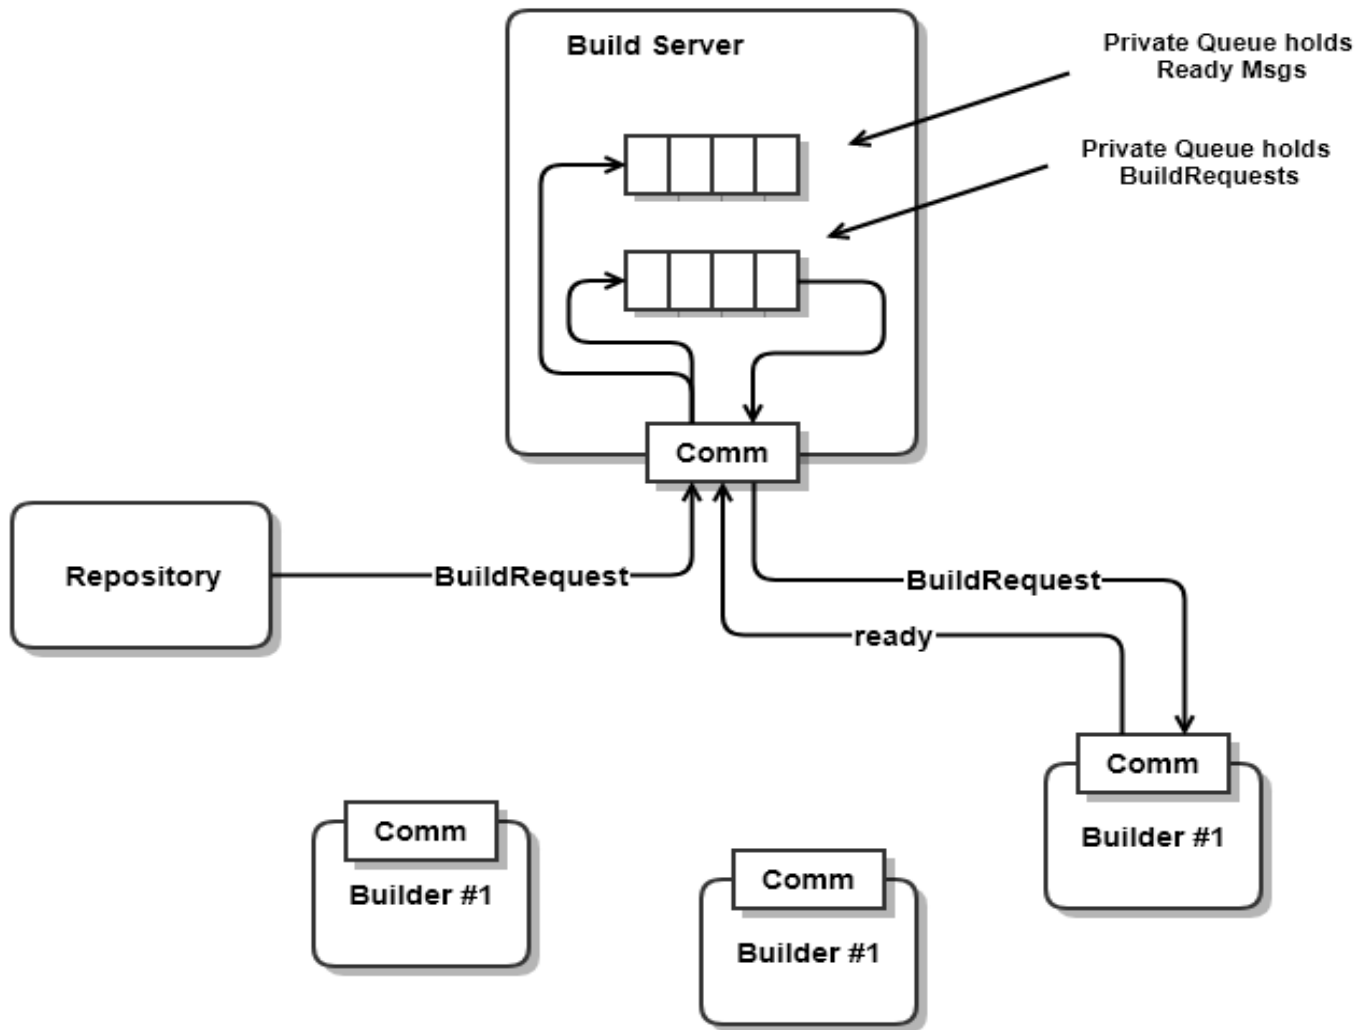 Build Server
Private Queue holds
Ready Msgs
Private Queue holds
BuildRequests
Comm
Repository
BuildRequest
BuildRequest
ready
Comm
Builder #1
Comm
Builder #1
Comm
Builder #1